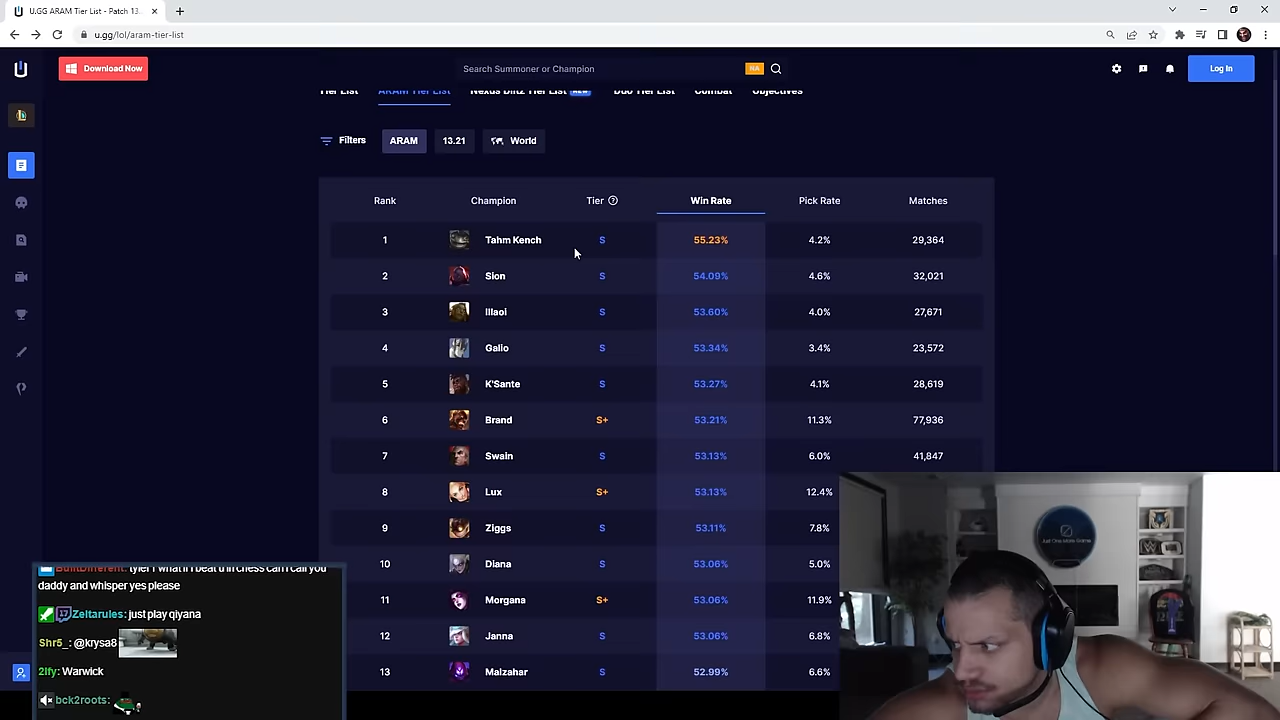 U.GG ARAM Tier List - Patch 13.
u.gg/lol/aram-tier-list
Download Now
Search Summoner or Champion
NA
Log In
Tier List
ARAM Tier List
Nexus Blitz Tier List
NEW
Duo Tier List
Combat
Objectives
Filters
ARAM
13.21
World
Rank Champion Tier Win Rate Pick Rate Matches
1 Tahm Kench S 55.23% 4.2% 29,364
2 Sion S 54.09% 4.6% 32,021
3 Illaoi S 53.60% 4.0% 27,671
4 Galio S 53.34% 3.4% 23,572
5 K'Sante S 53.27% 4.1% 28,619
6 Brand S+ 53.21% 11.3% 77,936
7 Swain S 53.13% 6.0% 41,847
8 Lux S+ 53.13% 12.4%
9 Ziggs S 53.11% 7.8%
10 Diana S 53.06% 5.0%
11 Morgana S+ 53.06% 11.9%
12 Janna S 53.06% 6.8%
13 Malzahar S 52.99% 6.6%
BuiltDifferent: tyler1 what if i beat u in chess can i call you
daddy and whisper yes please
Zeltarules: just play qiyana
Shr5_: @krysa8
2lfy: Warwick
bck2roots:
Just One More Game